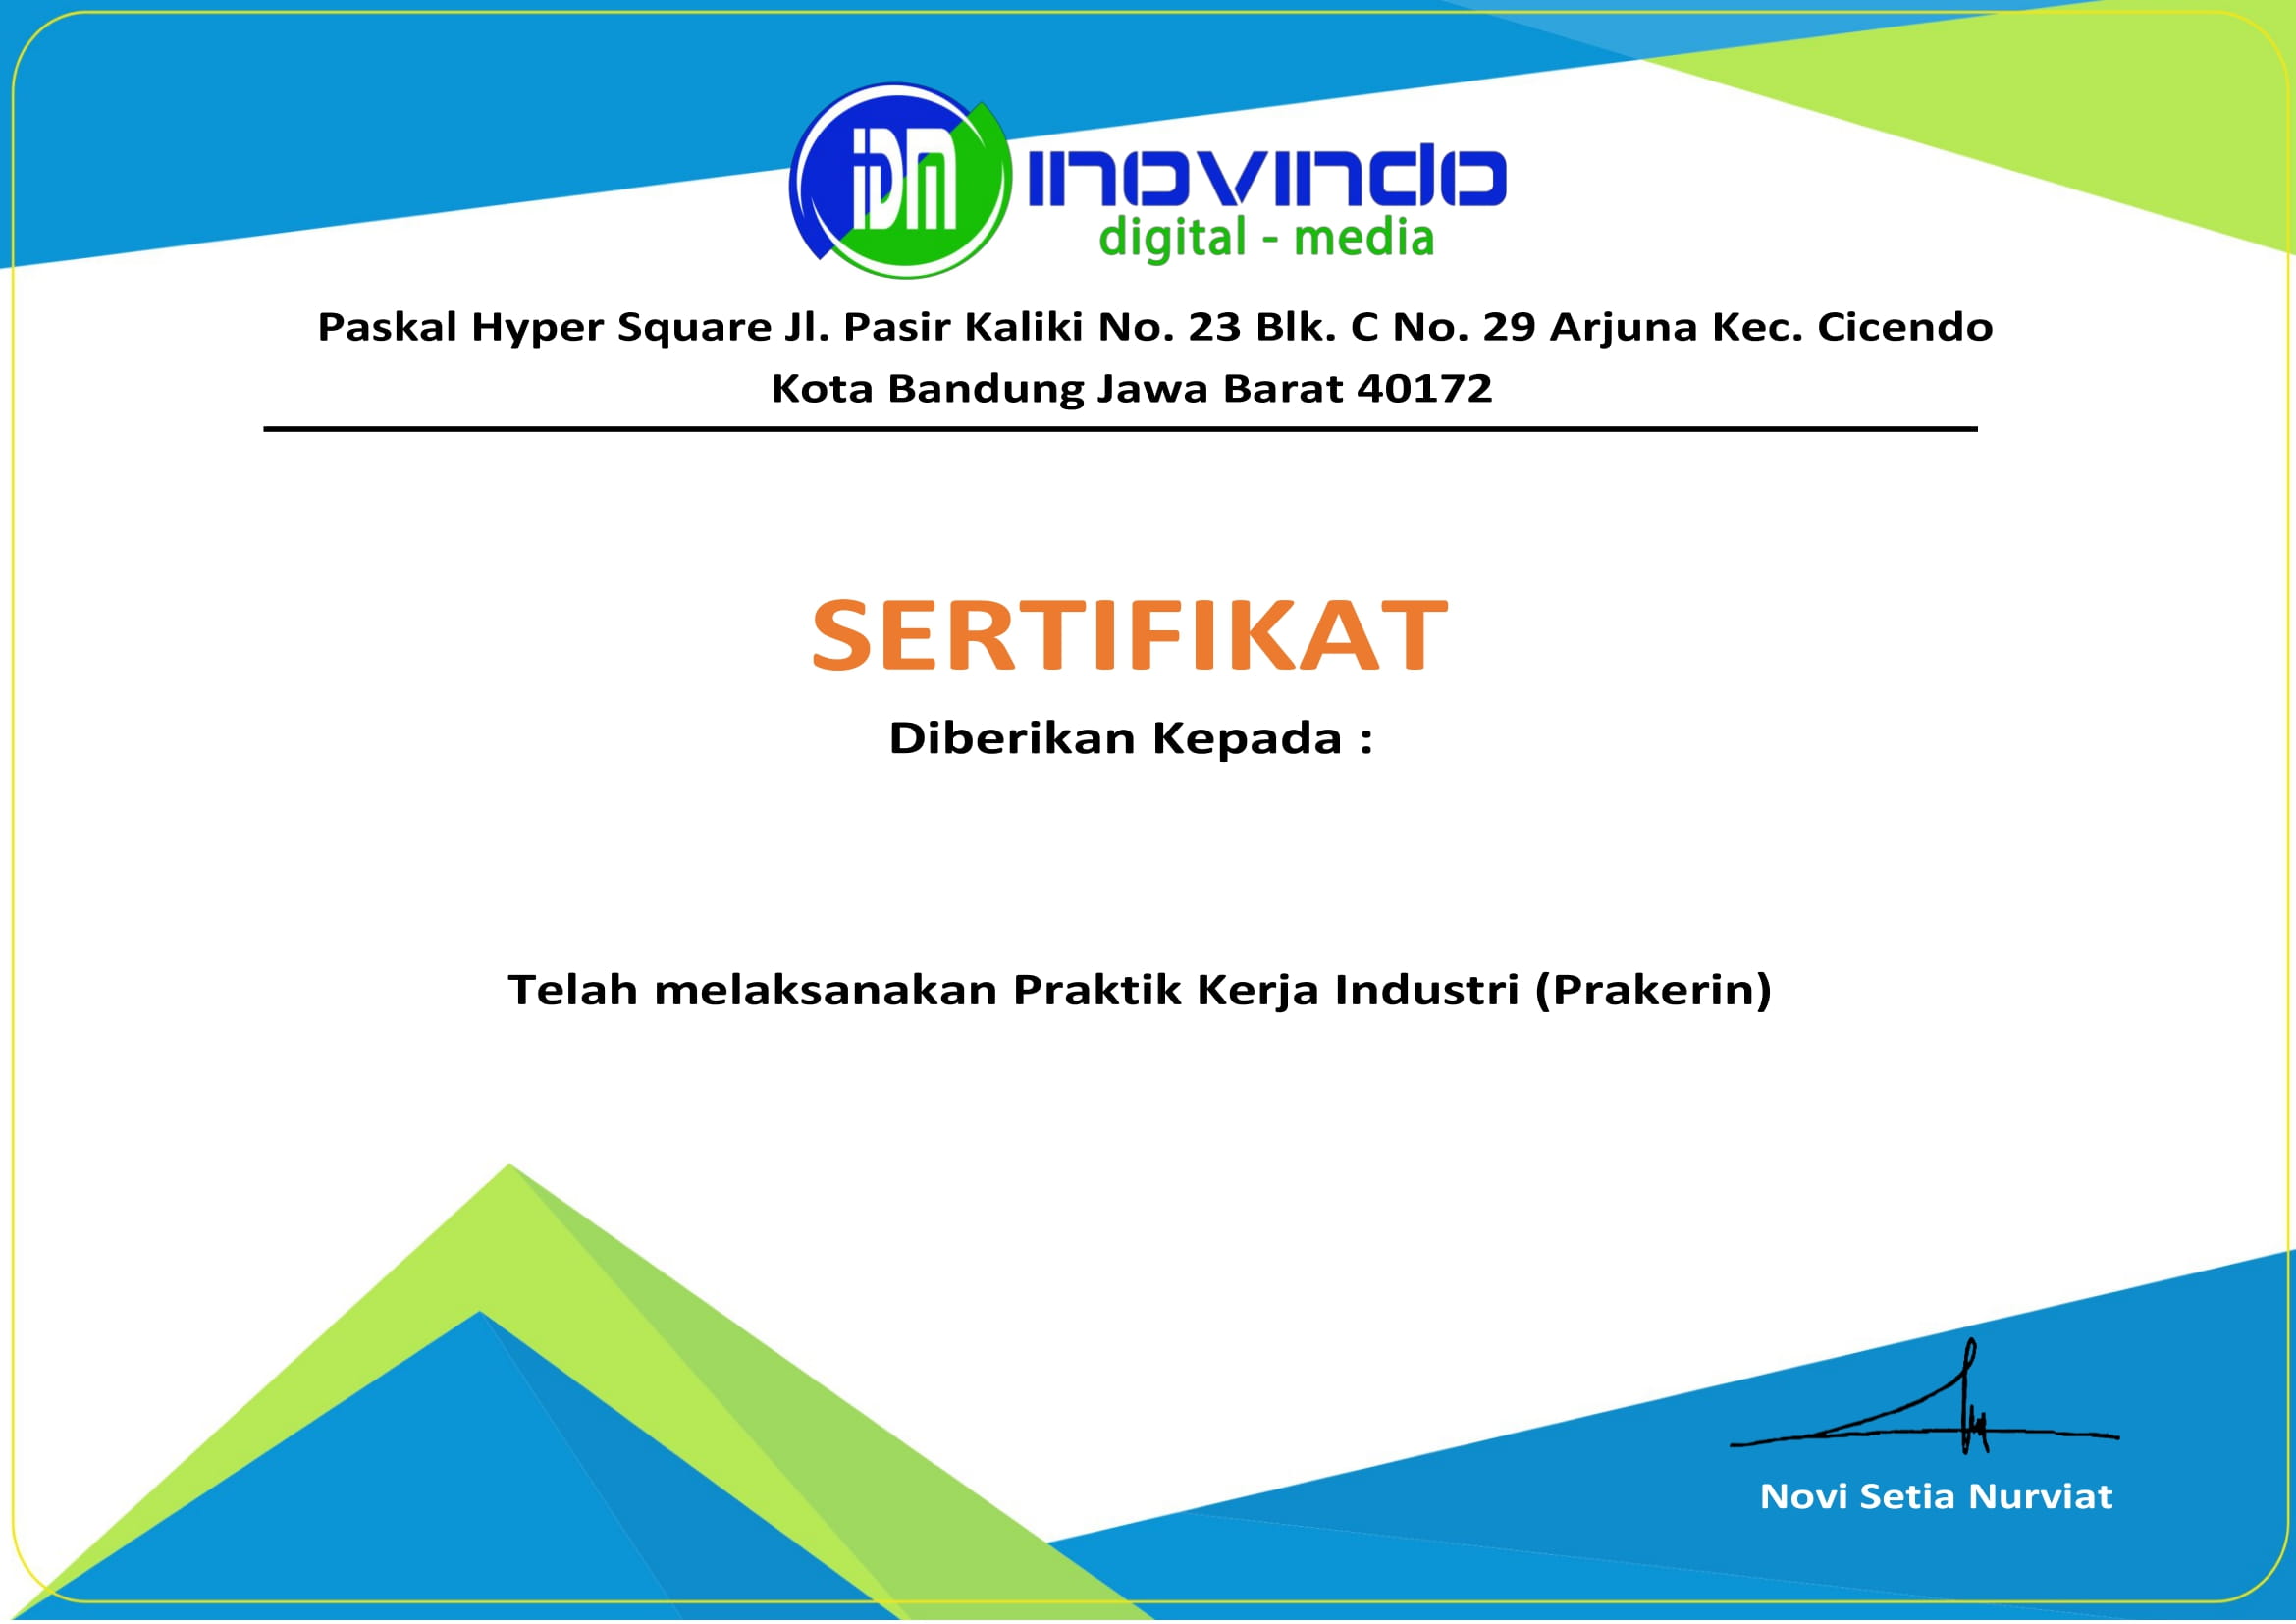 IDM
INOVINDO
digital - media
Paskal Hyper Square Jl. Pasir Kaliki No. 23 Blk. C No. 29 Arjuna Kec. Cicendo
Kota Bandung Jawa Barat 40172
SERTIFIKAT
Diberikan Kepada :
Telah melaksanakan Praktik Kerja Industri (Prakerin)
Novi Setia Nurviat